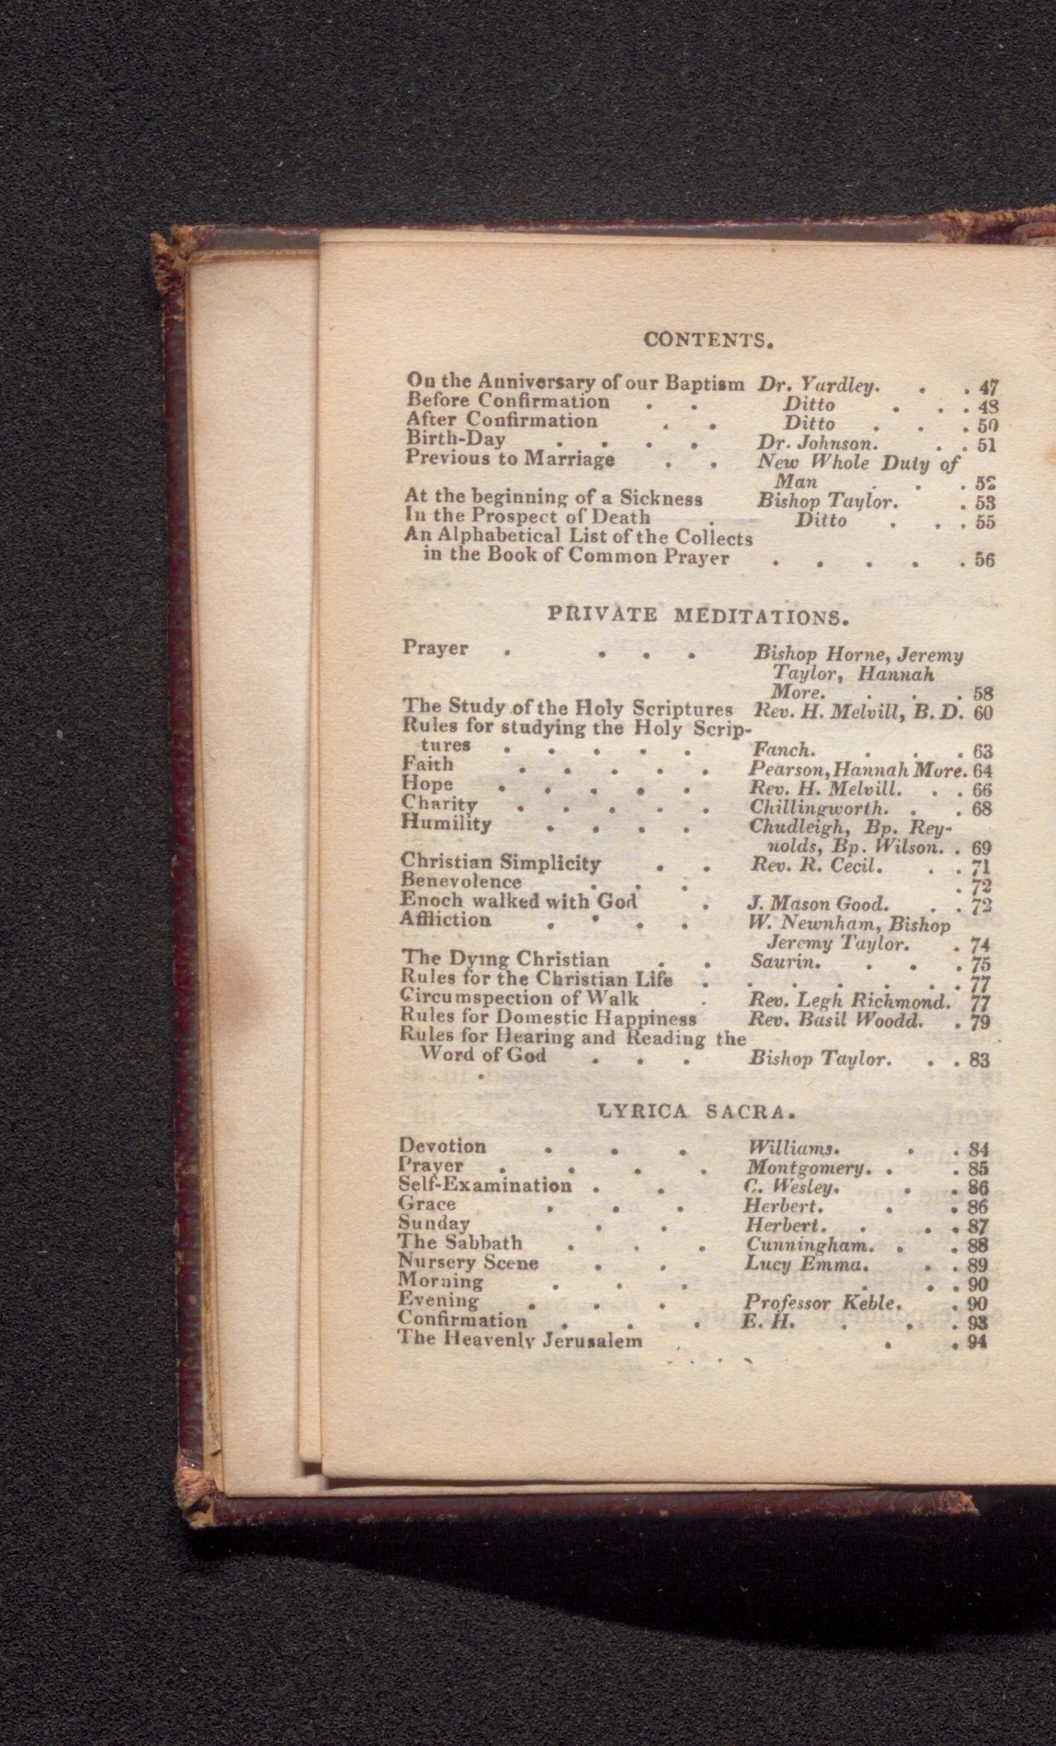 CONTENTS.
On the Anniversary of our Baptism Dr. Yardley. . . 47
Before Confirmation . . Ditto . . . 48
After Confirmation . . Ditto . . . 50
Birth-Day . . . . Dr. Johnson. . . 51
Previous to Marriage . . New Whole Duty of
Man . . . 52
At the beginning of a Sickness Bishop Taylor. . 53
In the Prospect of Death . Ditto . . . 55
An Alphabetical List of the Collects
in the Book of Common Prayer . . . . . 56
PRIVATE MEDITATIONS.
Prayer . . . . Bishop Horne, Jeremy
Taylor, Hannah
More. . . . 58
The Study of the Holy Scriptures Rev. H. Melvill, B. D. 60
Rules for studying the Holy Scrip-
tures . . . . . Fanch. . . . 63
Faith . . . . . Pearson, Hannah More. 64
Hope . . . . . Rev. H. Melvill. . . 66
Charity . . . . . Chillingworth. . . 68
Humility . . . . Chudleigh, Bp. Rey-
nolds, Bp. Wilson. . 69
Christian Simplicity . . Rev. R. Cecil. . . 71
Benevolence . . . . 72
Enoch walked with God . J. Mason Good. . . 72
Affliction . . . . W. Newnham, Bishop
Jeremy Taylor. . 74
The Dying Christian . . Saurin. . . . 75
Rules for the Christian Life . . . . . . . 77
Circumspection of Walk . Rev. Legh Richmond. 77
Rules for Domestic Happiness Rev. Basil Woodd. . 79
Rules for Hearing and Reading the
Word of God . . . Bishop Taylor. . . 83
LYRICA SACRA.
Devotion . . . Williams. . . 84
Prayer . . . . Montgomery. . . 85
Self-Examination . . C. Wesley. . . 86
Grace . . . Herbert. . . 86
Sunday . . Herbert. . . . 87
The Sabbath . . . Cunningham. . . 88
Nursery Scene . . Lucy Emma. . . 89
Morning . . . . . . 90
Evening . . . Professor Keble. . 90
Confirmation . . . E. H. . . . 93
The Heavenly Jerusalem . . . 94